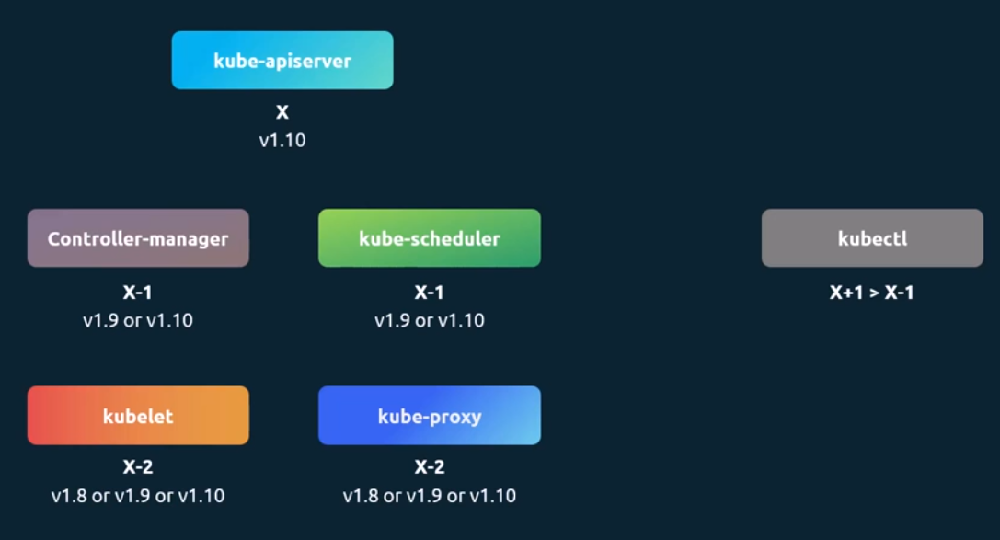 kube-apiserver
X
v1.10
Controller-manager
kube-scheduler
kubectl
X-1
X-1
X+1 > X-1
v1.9 or v1.10
v1.9 or v1.10
kubelet
kube-proxy
X-2
X-2
v1.8 or v1.9 or v1.10
v1.8 or v1.9 or v1.10